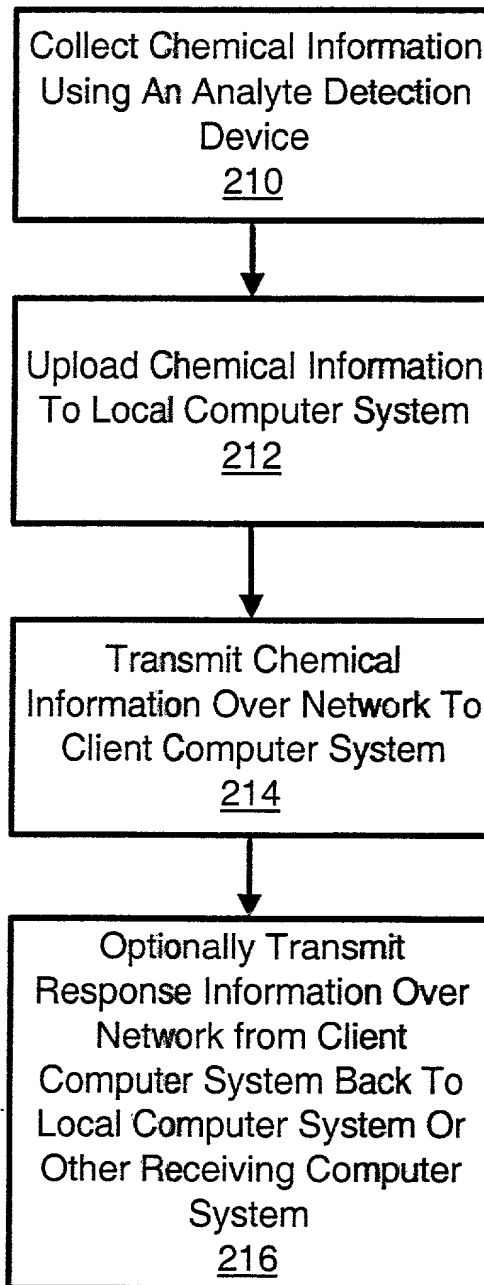 Collect Chemical Information
Using An Analyte Detection
Device
210
Upload Chemical Information
To Local Computer System
212
Transmit Chemical
Information Over Network To
Client Computer System
214
Optionally Transmit
Response Information Over
Network from Client
Computer System Back To
Local Computer System Or
Other Receiving Computer
System
216